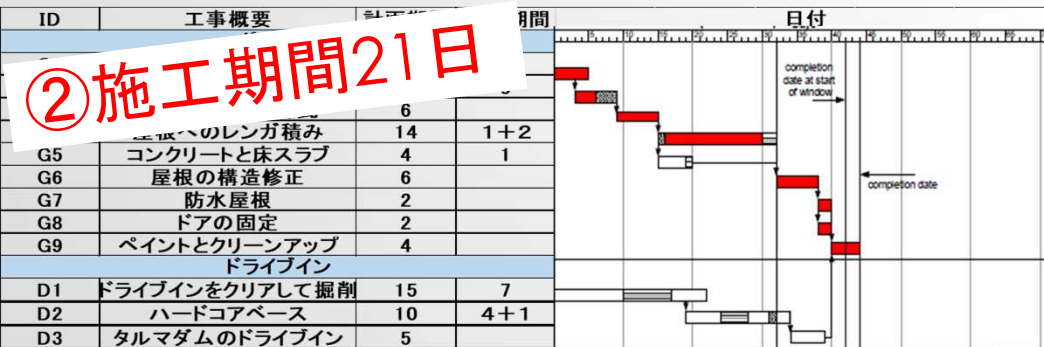 ID 工事概要 期間 日付
②施工期間21日
6
屋根へのレンガ積み 14 1+2
G5 コンクリートと床スラブ 4 1
G6 屋根の構造修正 6
G7 防水屋根 2
G8 ドアの固定 2
G9 ペイントとクリーンアップ 4
ドライブイン
D1 ドライブインをクリアして掘削 15 7
D2 ハードコアベース 10 4+1
D3 タルマダムのドライブイン 5
completion
date at start
of window
completion date